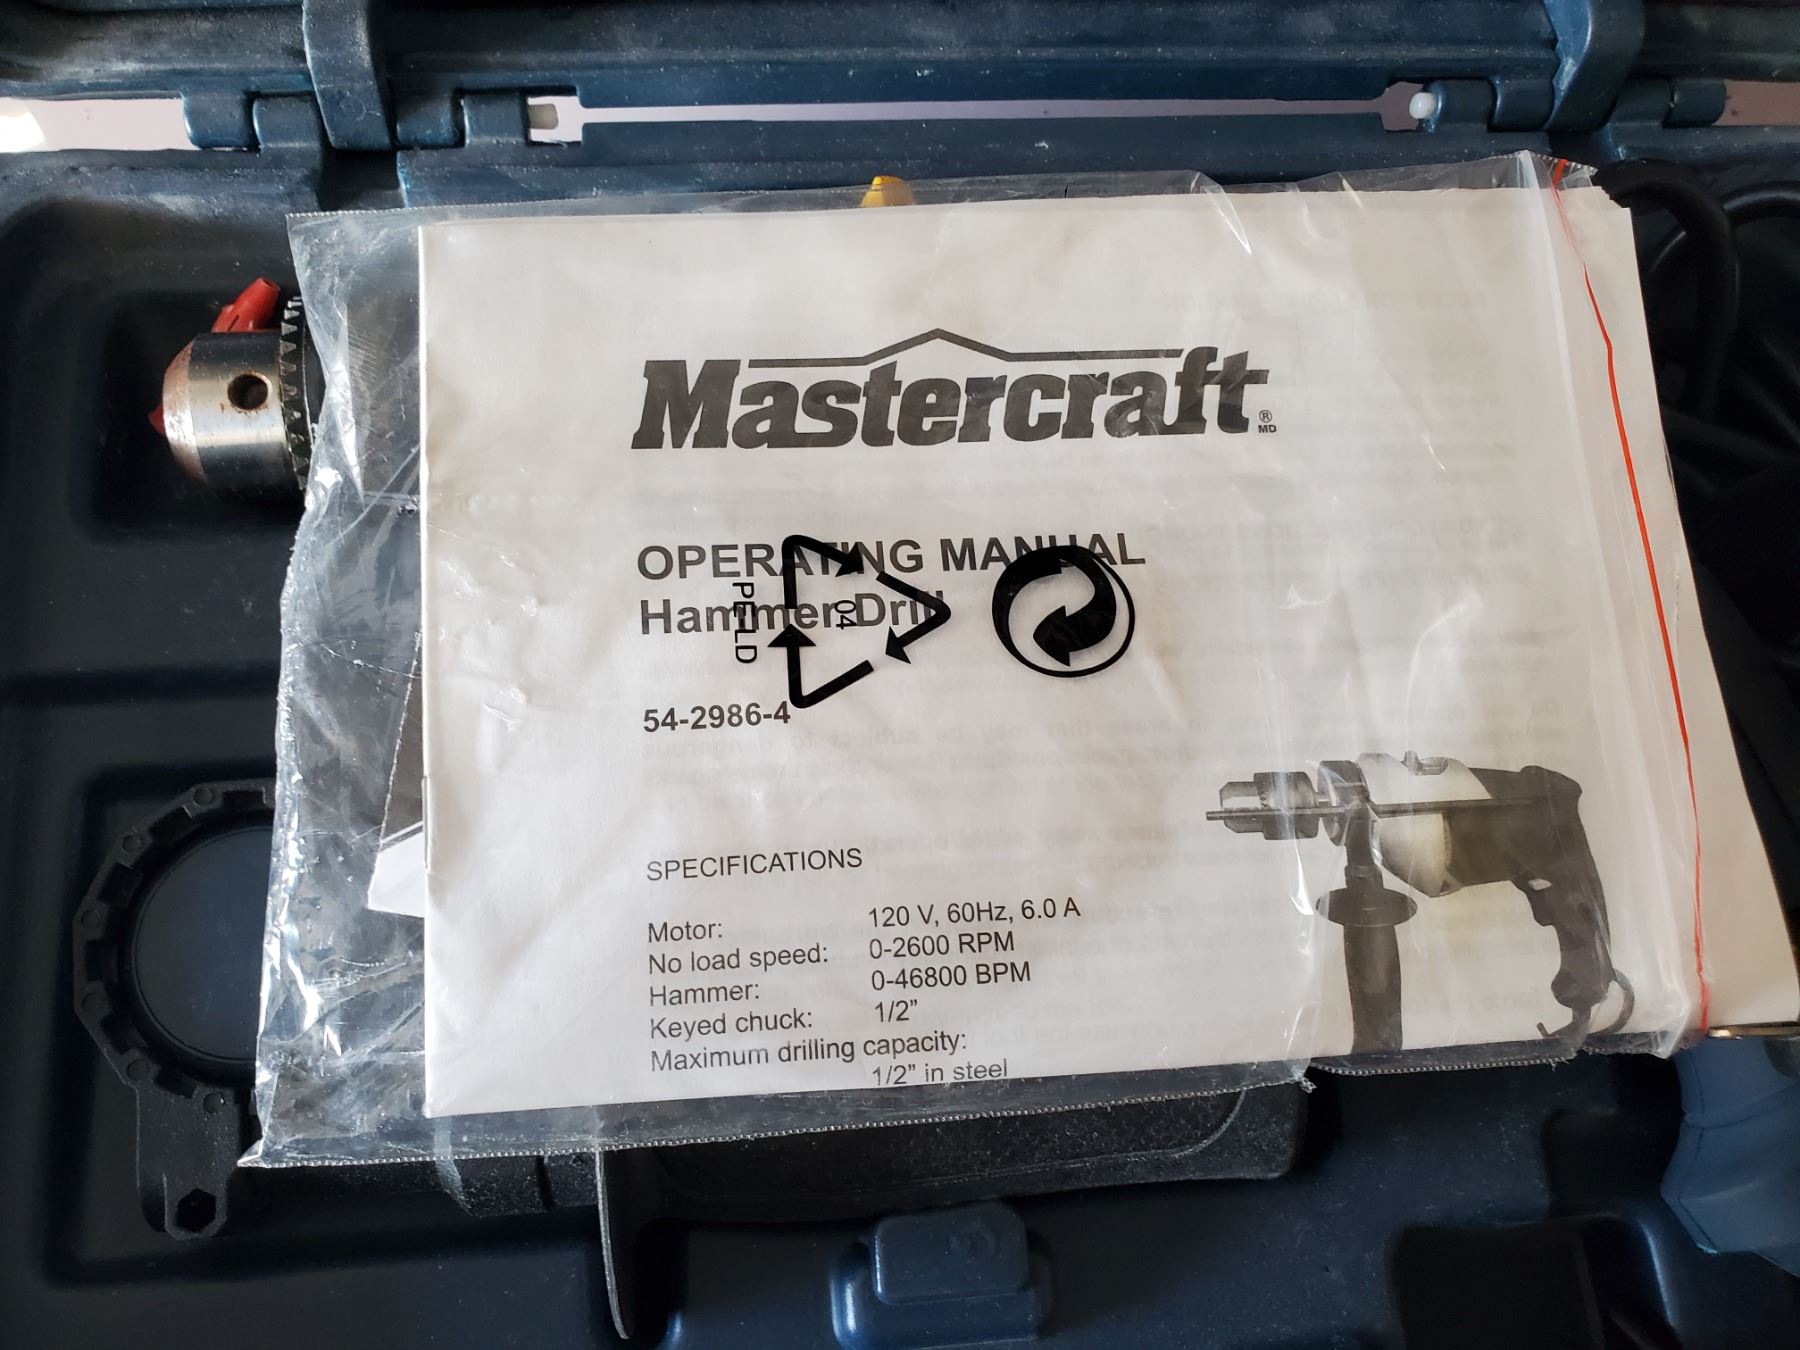 Mastercraft
®
MD
OPERATING MANUAL
Hammer Drill
PE-LD
04
54-2986-4
SPECIFICATIONS
Motor: 120 V, 60Hz, 6.0 A
No load speed: 0-2600 RPM
Hammer: 0-46800 BPM
Keyed chuck: 1/2”
Maximum drilling capacity:
1/2” in steel